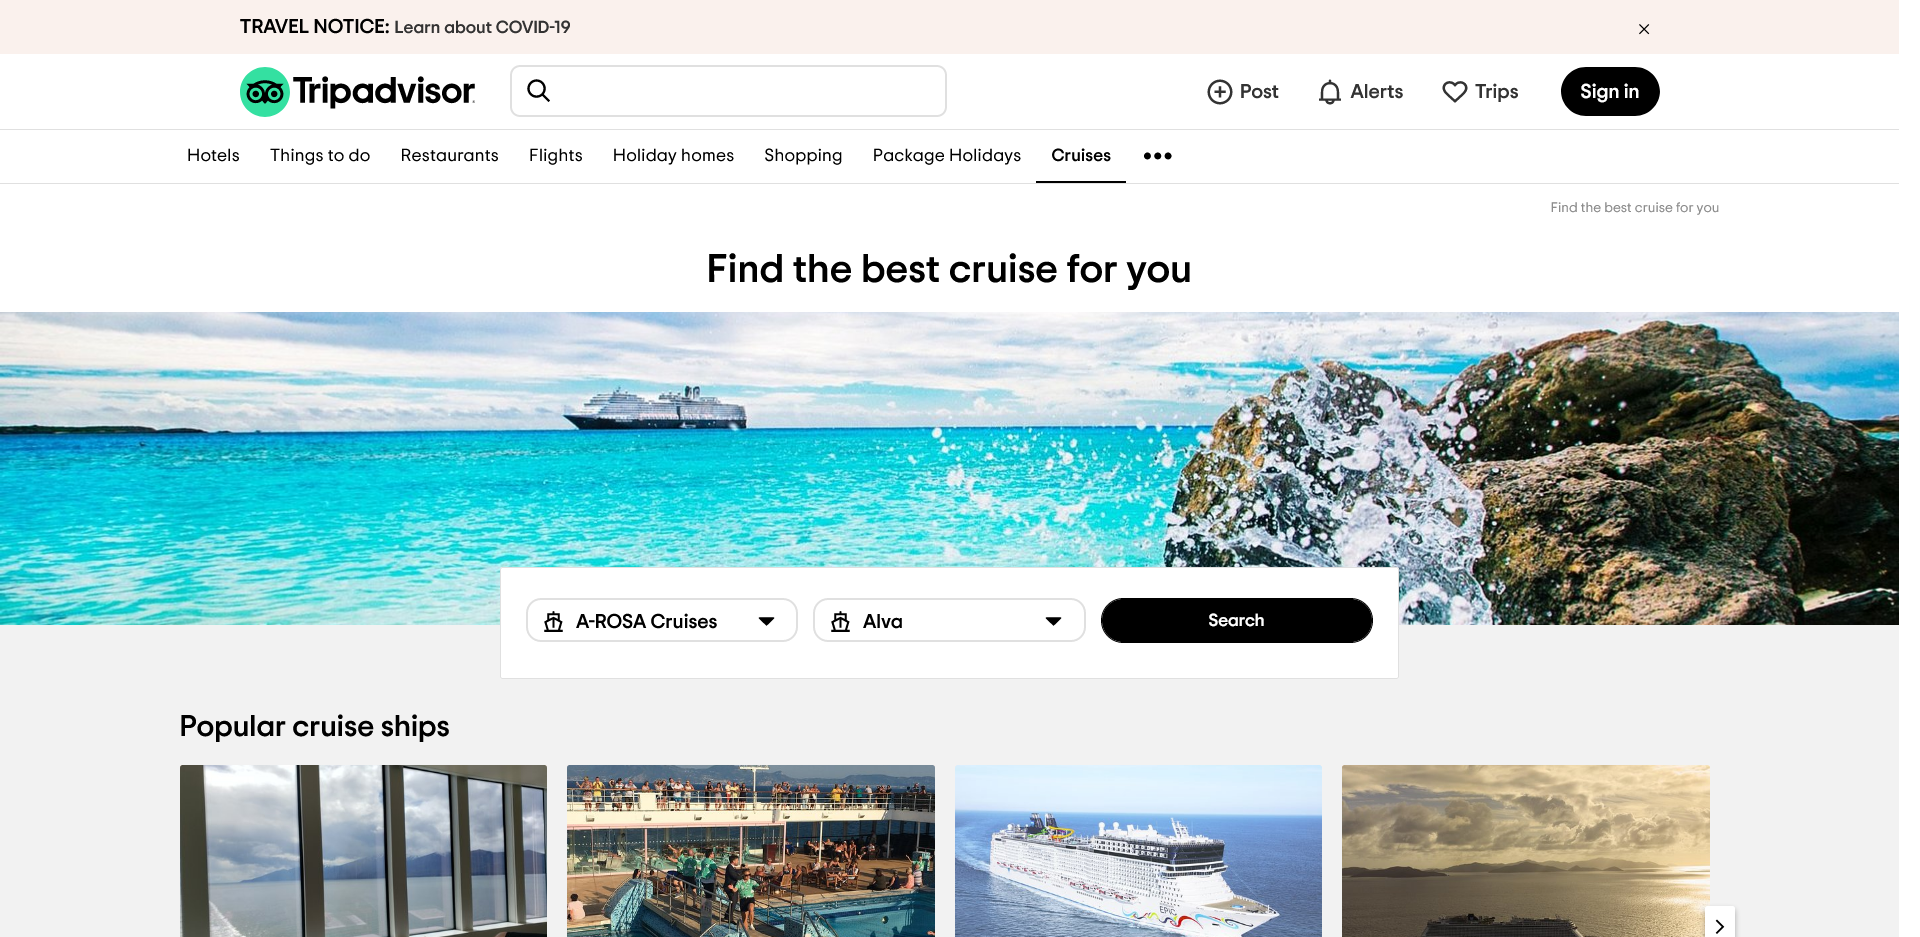 TRAVEL NOTICE: Learn about COVID-19
Tripadvisor
Post
Alerts
Trips
Sign in
Hotels
Things to do
Restaurants
Flights
Holiday homes
Shopping
Package Holidays
Cruises
Find the best cruise for you
Find the best cruise for you
A-ROSA Cruises
Alva
Search
Popular cruise ships
EPIC